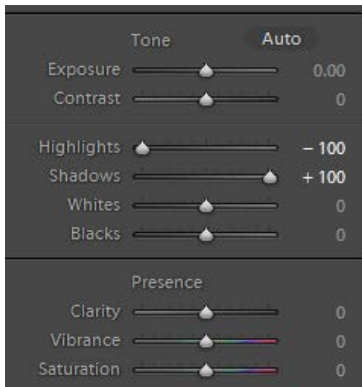 Tone Auto
Exposure 0.00
Contrast 0
Highlights – 100
Shadows + 100
Whites 0
Blacks 0
Presence
Clarity 0
Vibrance 0
Saturation 0